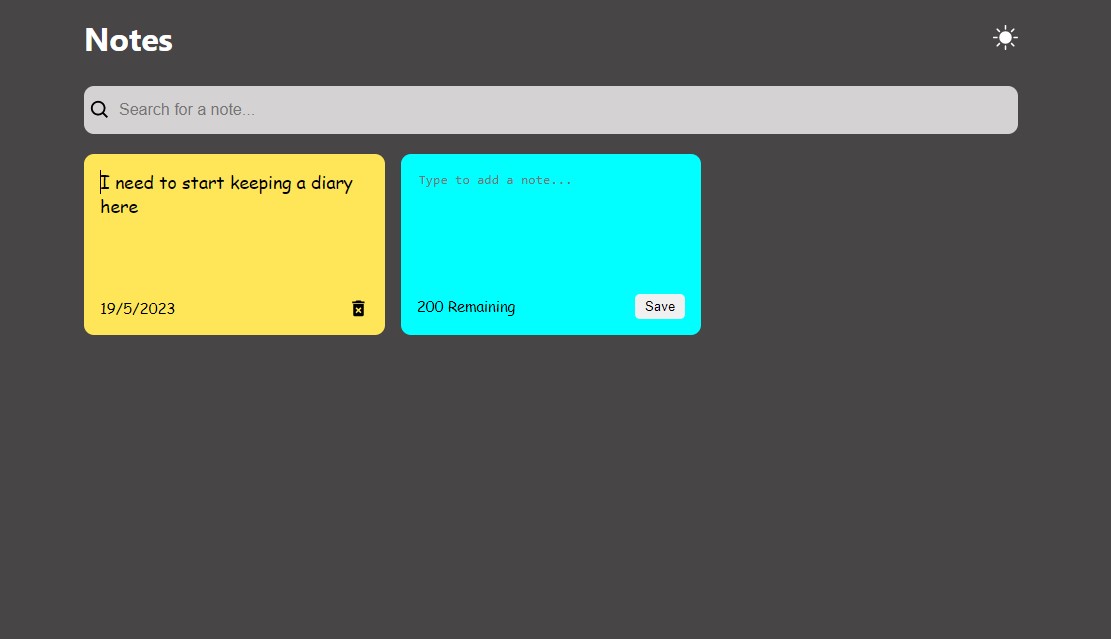 Notes
Search for a note...
I need to start keeping a diary
here
19/5/2023
Type to add a note...
200 Remaining
Save